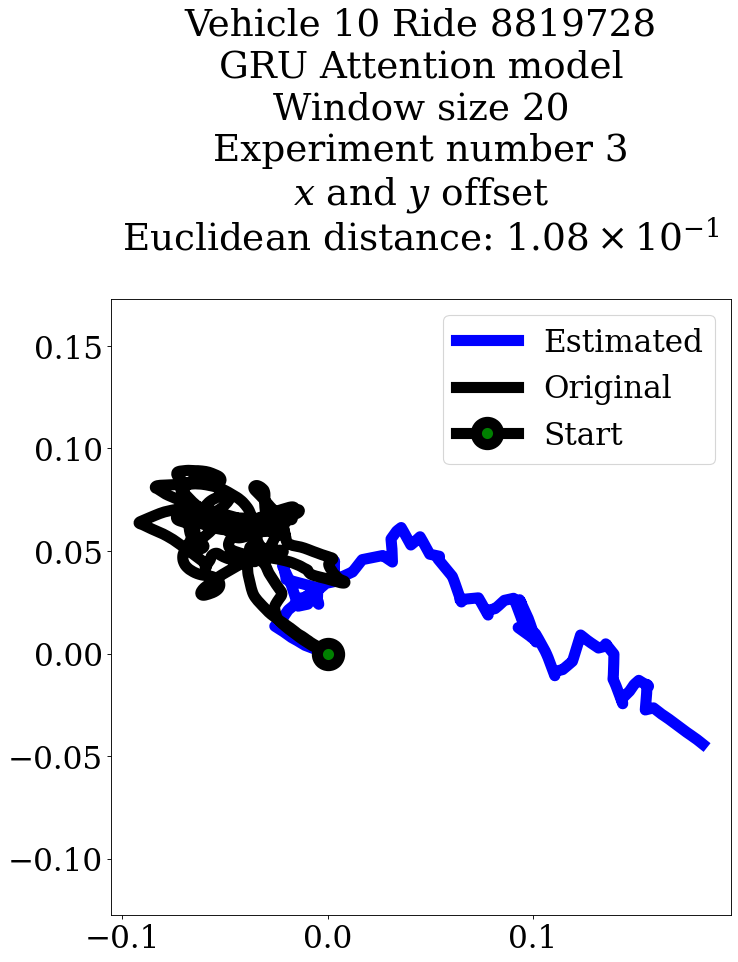 Vehicle 10 Ride 8819728
GRU Attention model
Window size 20
Experiment number 3
x and y offset
Euclidean distance: 1.08 × 10⁻¹
Estimated
Original
Start
0.15
0.10
0.05
0.00
−0.05
−0.10
−0.1 0.0 0.1